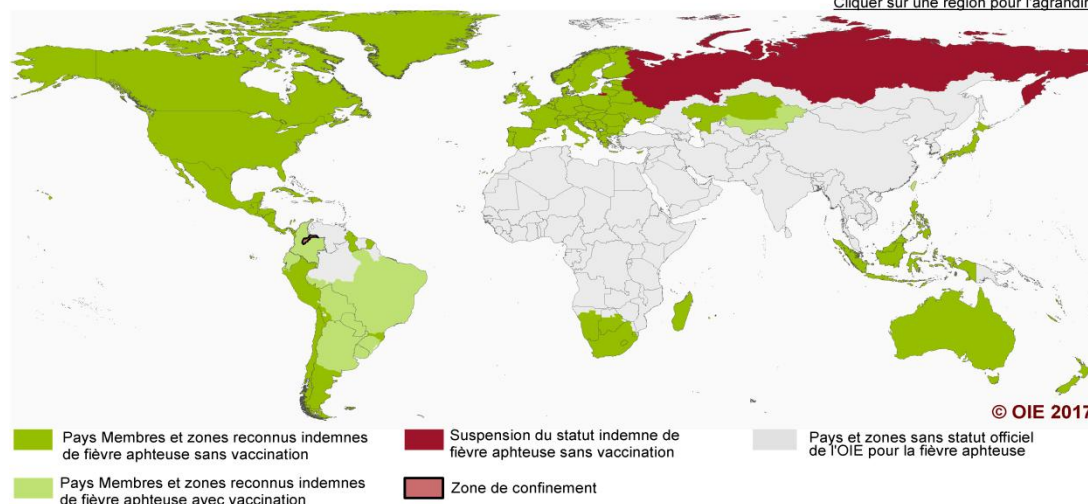 Cliquer sur une région pour l'agrandir
© OIE 2017
Pays Membres et zones reconnus indemnes
de fièvre aphteuse sans vaccination
Suspension du statut indemne de
fièvre aphteuse sans vaccination
Pays et zones sans statut officiel
de l'OIE pour la fièvre aphteuse
Pays Membres et zones reconnus indemnes
de fièvre aphteuse avec vaccination
Zone de confinement